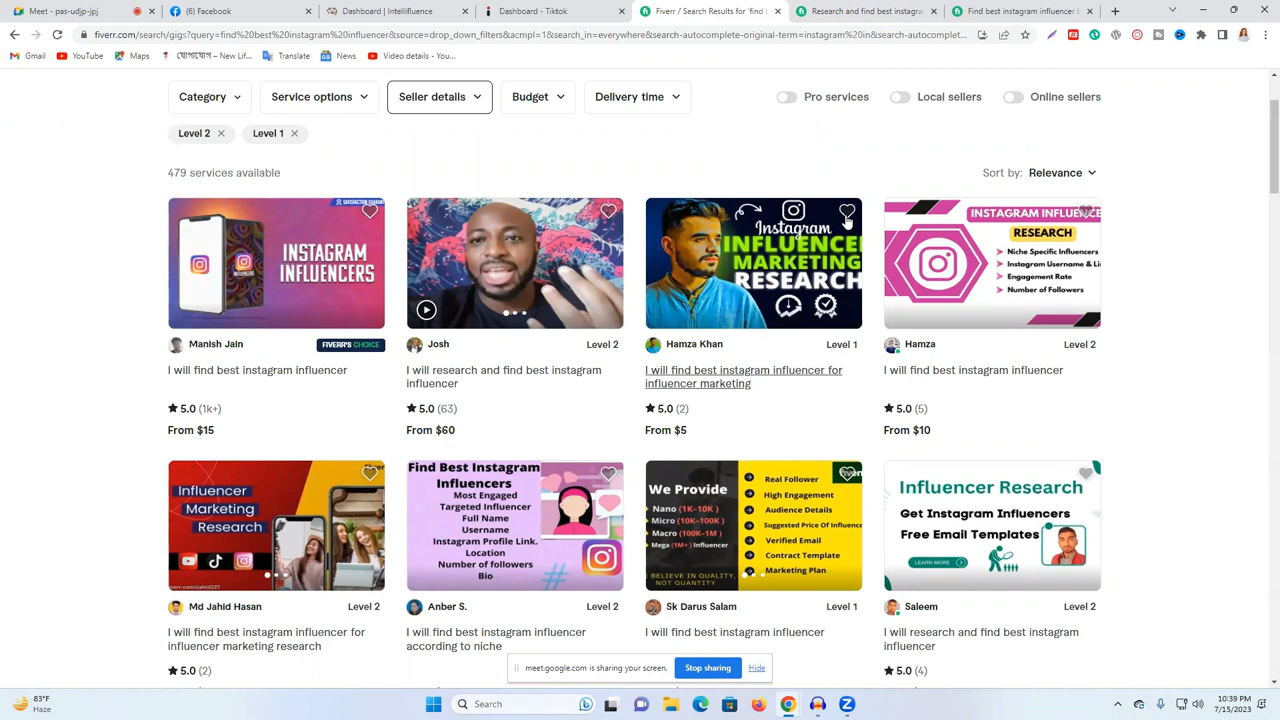 Meet - pas-udjp-jpj
(6) Facebook
Dashboard | Intellifluence
Dashboard - Tiktok
Fiverr / Search Results for 'find
Research and find best instagram
Find best instagram influencer
fiverr.com/search/gigs?query=find%20best%20instagram%20influencer&source=drop_down_filters&acmpl=1&search_in=everywhere&search-autocomplete-original-term=instagram%20in&search-autocomplet...
Gmail
YouTube
Maps
যোগাযোগ – New Lif...
Translate
News
Video details - You...
Category
Service options
Seller details
Budget
Delivery time
Pro services
Local sellers
Online sellers
Level 2
Level 1
479 services available
Sort by: Relevance
INSTAGRAM
INFLUENCERS
Instagram
INFLUENCER
MARKETING
RESEARCH
INSTAGRAM INFLUENCE
RESEARCH
Niche Specific Influencers
Instagram Username & Li
Engagement Rate
Number of Followers
Manish Jain
FIVERR'S CHOICE
Josh
Level 2
Hamza Khan
Level 1
Hamza
Level 2
I will find best instagram influencer
I will research and find best instagram
influencer
I will find best instagram influencer for
influencer marketing
I will find best instagram influencer
5.0 (1k+)
5.0 (63)
5.0 (2)
5.0 (5)
From $15
From $60
From $5
From $10
Influencer
Marketing
Research
Find Best Instagram
Influencers
Most Engaged
Targeted Influencer
Full Name
Username
Instagram Profile Link.
Location
Number of followers
Bio
We Provide
Nano (1K-10K )
Micro (10K-100K )
Macro (100K-1M )
Mega (1M+) Influencer
BELIEVE IN QUALITY,
NOT QUANTITY
Real Follower
High Engagement
Audience Details
Suggested Price Of Influence
Verified Email
Contract Template
Marketing Plan
Influencer Research
Get Instagram Influencers
Free Email Templates
LEARN MORE
Md Jahid Hasan
Level 2
Anber S.
Level 2
Sk Darus Salam
Level 1
Saleem
Level 2
I will find best instagram influencer for
influencer marketing research
I will find best instagram influencer
according to niche
I will find best instagram influencer
I will research and find best instagram
influencer
5.0 (2)
5.0 (4)
meet.google.com is sharing your screen.
Stop sharing
Hide
83°F
Haze
Search
10:39 PM
7/15/2023